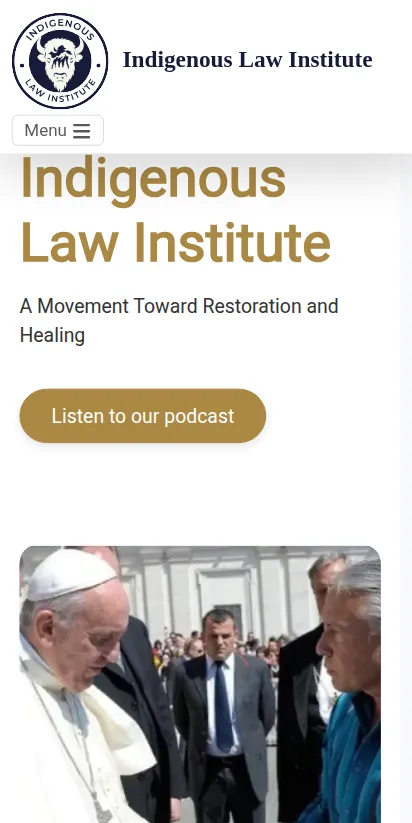 INDIGENOUS
LAW INSTITUTE
Indigenous Law Institute
Menu
Indigenous
Law Institute
A Movement Toward Restoration and
Healing
Listen to our podcast